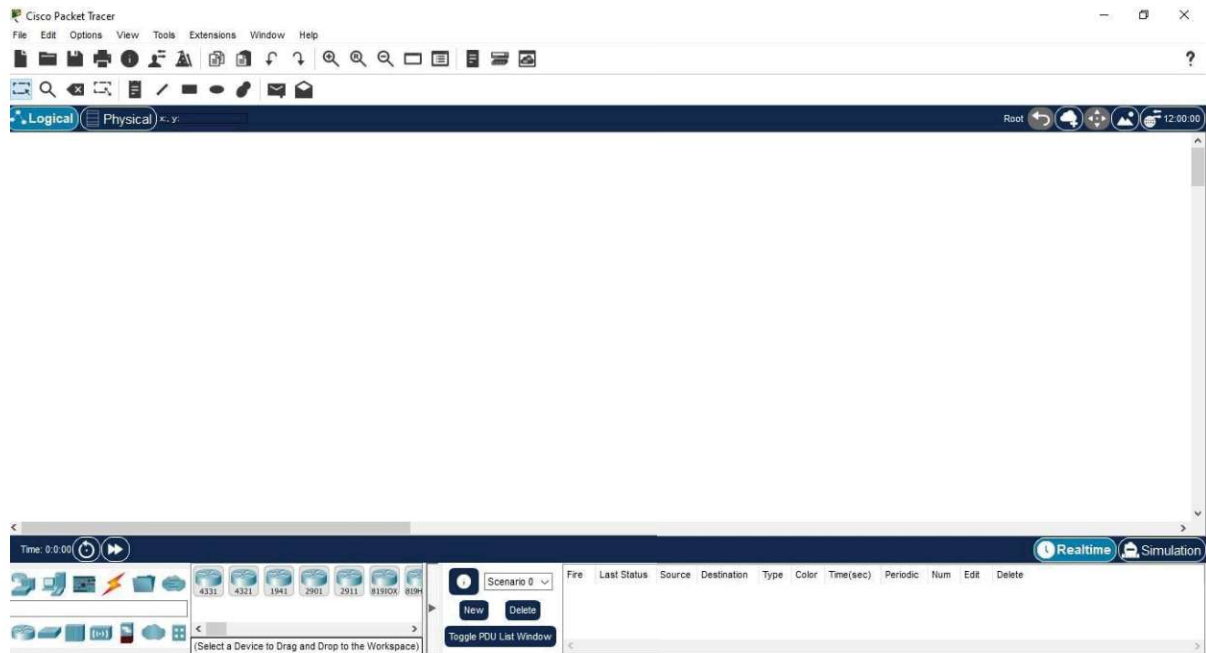 Cisco Packet Tracer
File Edit Options View Tools Extensions Window Help
?
Logical Physical x: y:
Root 12:00:00
Time: 0:0:00
Realtime Simulation
4331 4321 1941 2901 2911 819IOX 819H
(Select a Device to Drag and Drop to the Workspace)
Scenario 0
New Delete
Toggle PDU List Window
Fire Last Status Source Destination Type Color Time(sec) Periodic Num Edit Delete